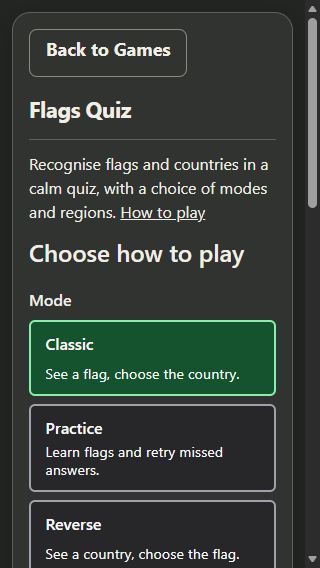 Back to Games
Flags Quiz
Recognise flags and countries in a
calm quiz, with a choice of modes
and regions. How to play
Choose how to play
Mode
Classic
See a flag, choose the country.
Practice
Learn flags and retry missed
answers.
Reverse
See a country, choose the flag.